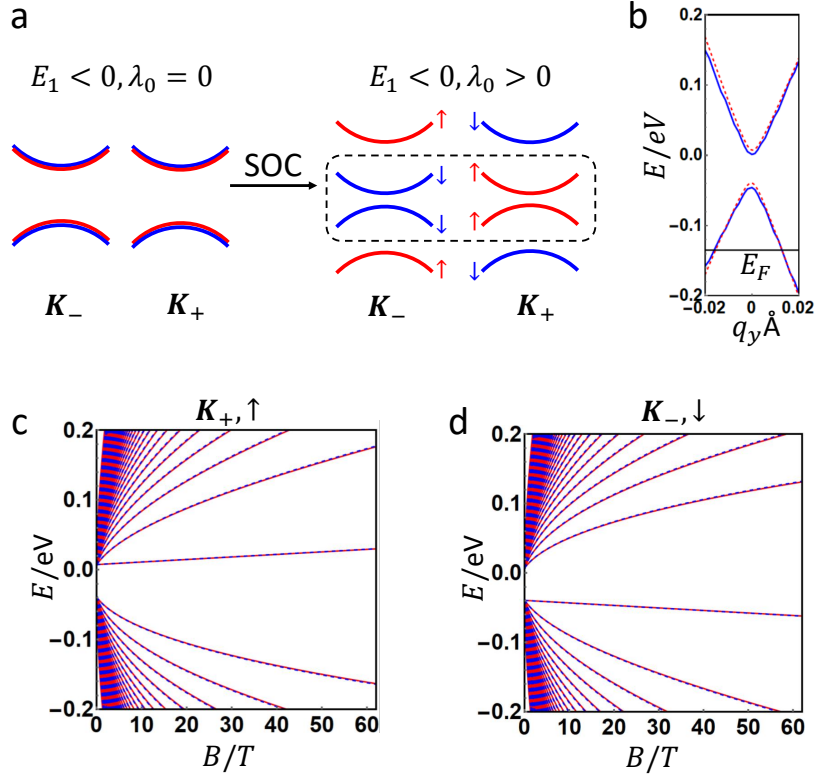 a
E₁ < 0, λ₀ = 0
E₁ < 0, λ₀ > 0
SOC
↑ ↓
↓ ↑
↓ ↑
↑ ↓
K₋ K₊ K₋ K₊
b
E/eV
0.2
0.1
0.0
−0.1
−0.2
E_F
-0.02 0 0.02
q_y Å
c
K₊, ↑
E/eV
0.2
0.1
0.0
−0.1
−0.2
0 10 20 30 40 50 60
B/T
d
K₋, ↓
E/eV
0.2
0.1
0.0
−0.1
−0.2
0 10 20 30 40 50 60
B/T